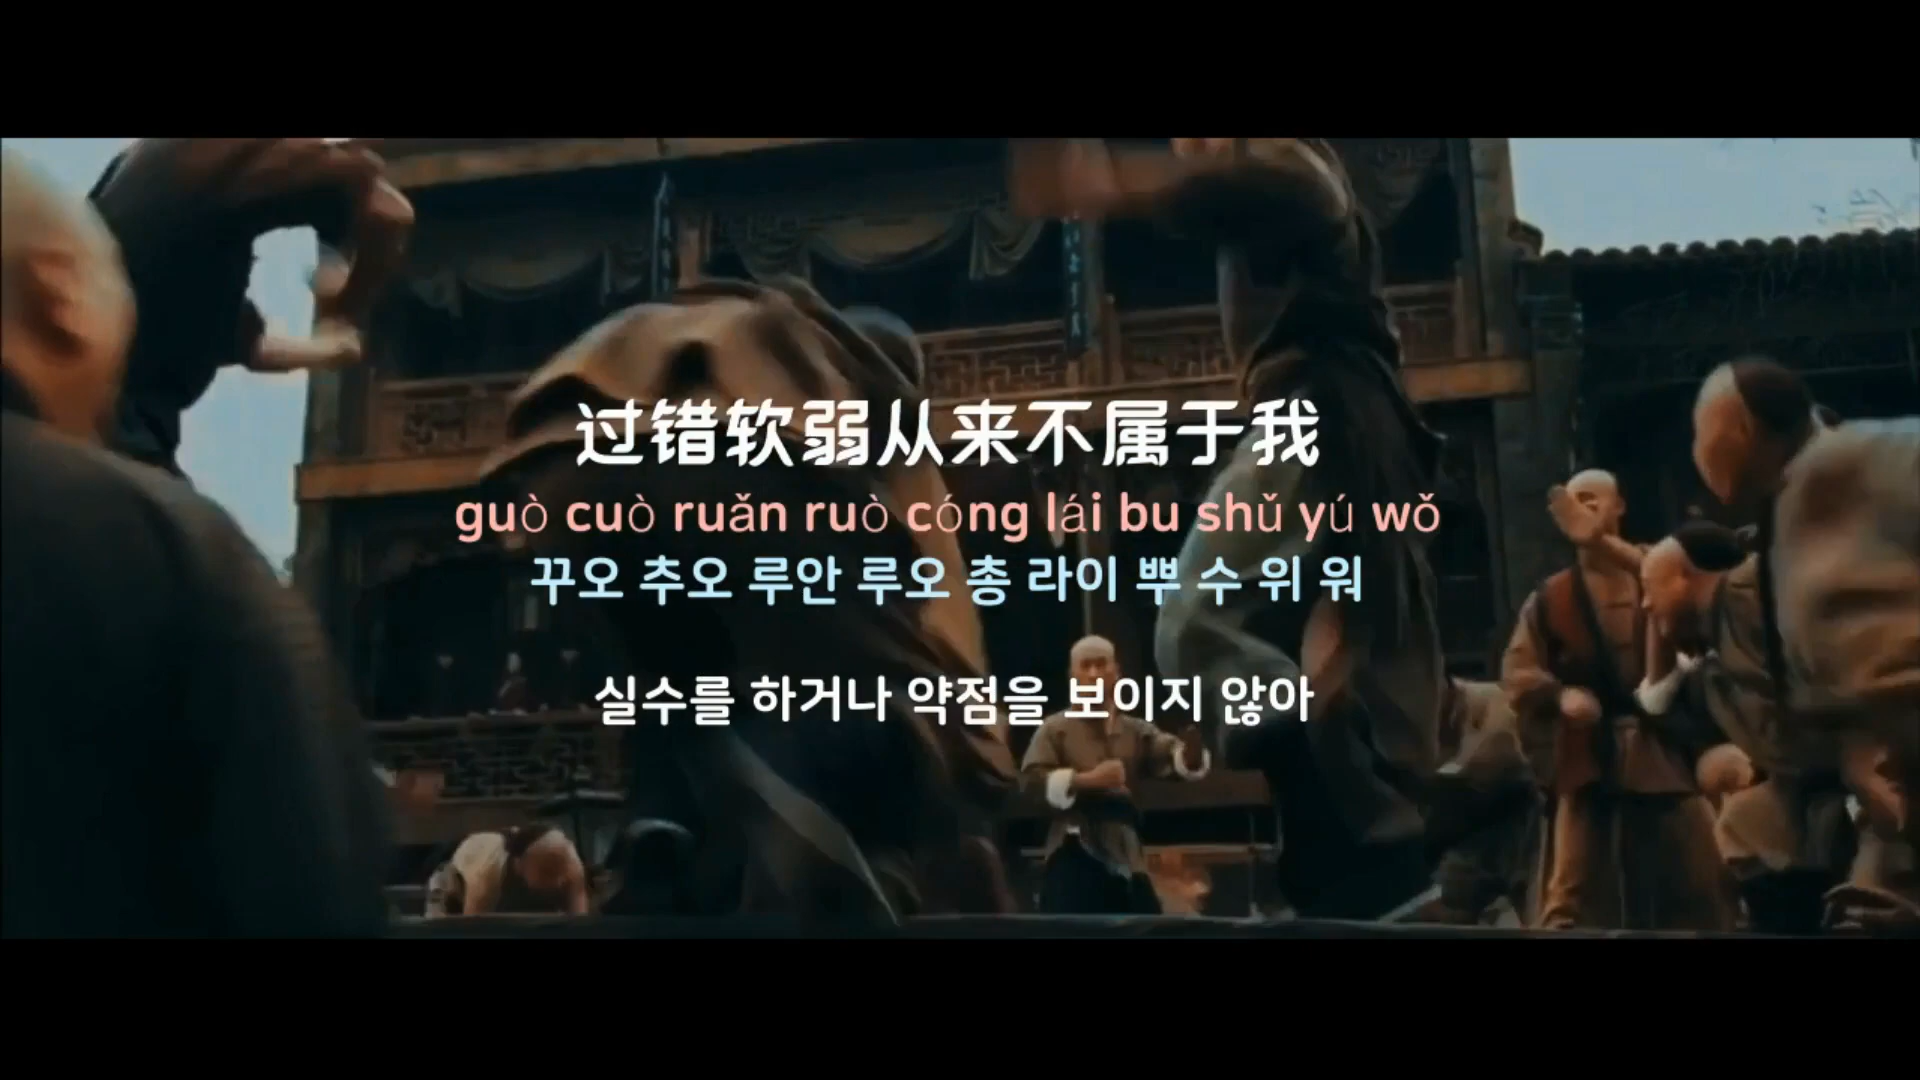 过错软弱从来不属于我
guò cuò ruǎn ruò cóng lái bu shǔ yú wǒ
꾸오 추오 루안 루오 총 라이 뿌 수 위 워
실수를 하거나 약점을 보이지 않아